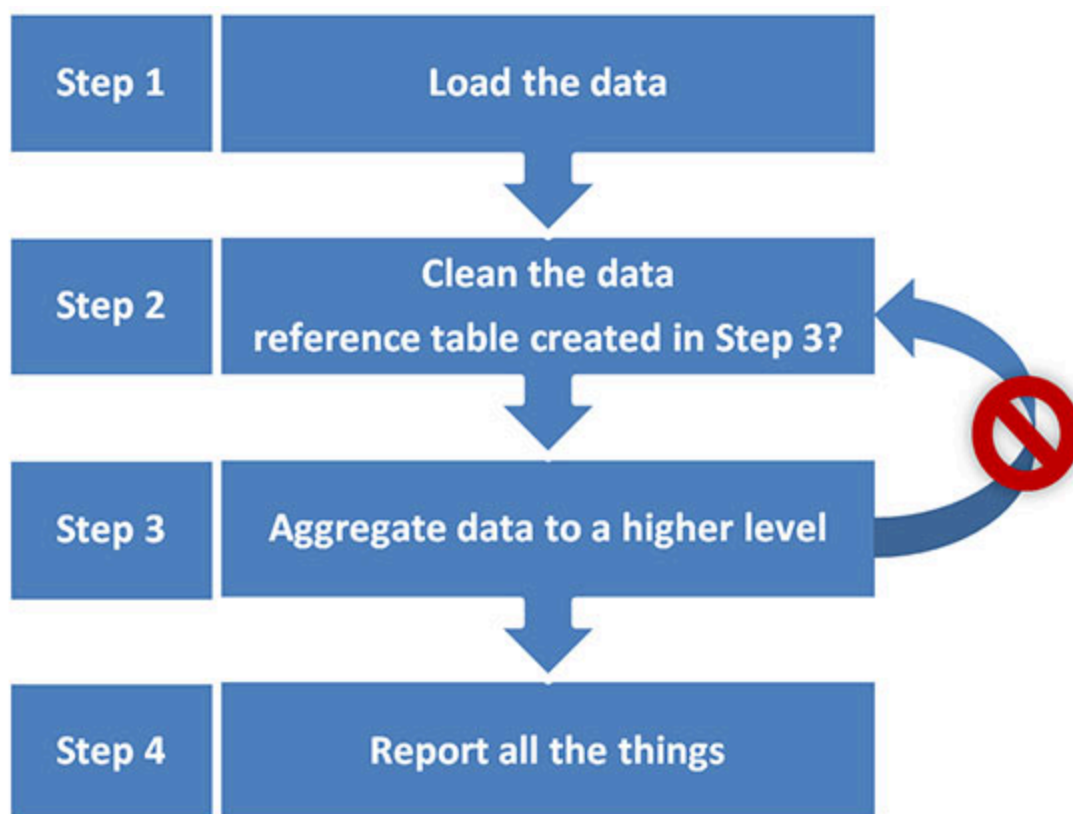 Step 1
Load the data
Step 2
Clean the data
reference table created in Step 3?
Step 3
Aggregate data to a higher level
Step 4
Report all the things